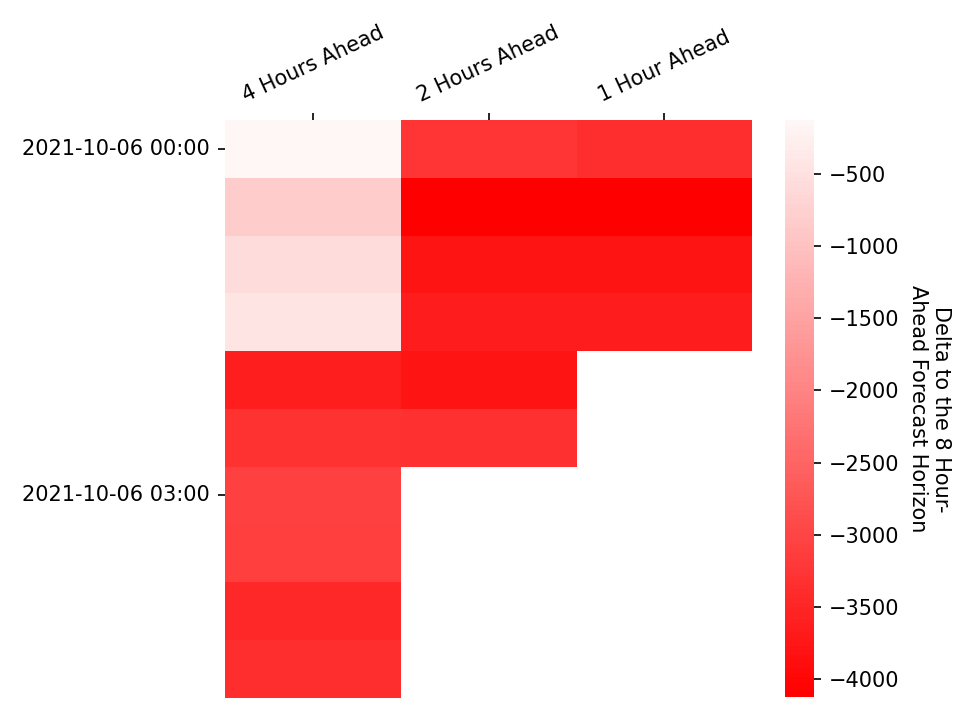 4 Hours Ahead
2 Hours Ahead
1 Hour Ahead
2021-10-06 00:00
2021-10-06 03:00
−500
−1000
−1500
−2000
−2500
−3000
−3500
−4000
Delta to the 8 Hour-
Ahead Forecast Horizon